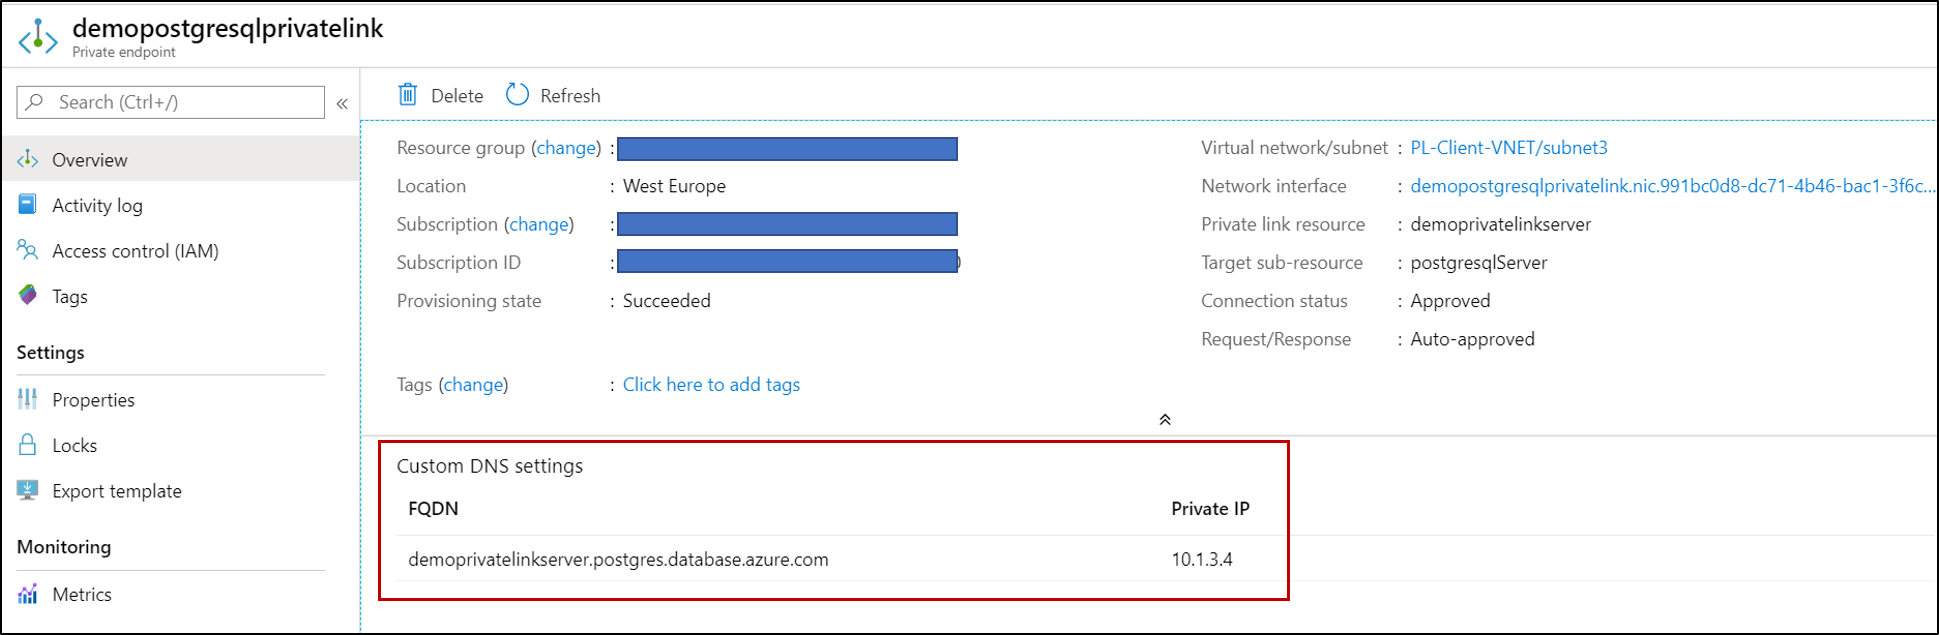 demopostgresqlprivatelink
Private endpoint
Search (Ctrl+/)
«
Overview
Activity log
Access control (IAM)
Tags
Settings
Properties
Locks
Export template
Monitoring
Metrics
Delete
Refresh
Resource group (change) :
Location : West Europe
Subscription (change) :
Subscription ID :
Provisioning state : Succeeded
Tags (change) : Click here to add tags
Virtual network/subnet : PL-Client-VNET/subnet3
Network interface : demopostgresqlprivatelink.nic.991bc0d8-dc71-4b46-bac1-3f6c...
Private link resource : demoprivatelinkserver
Target sub-resource : postgresqlServer
Connection status : Approved
Request/Response : Auto-approved
Custom DNS settings
FQDN Private IP
demoprivatelinkserver.postgres.database.azure.com 10.1.3.4